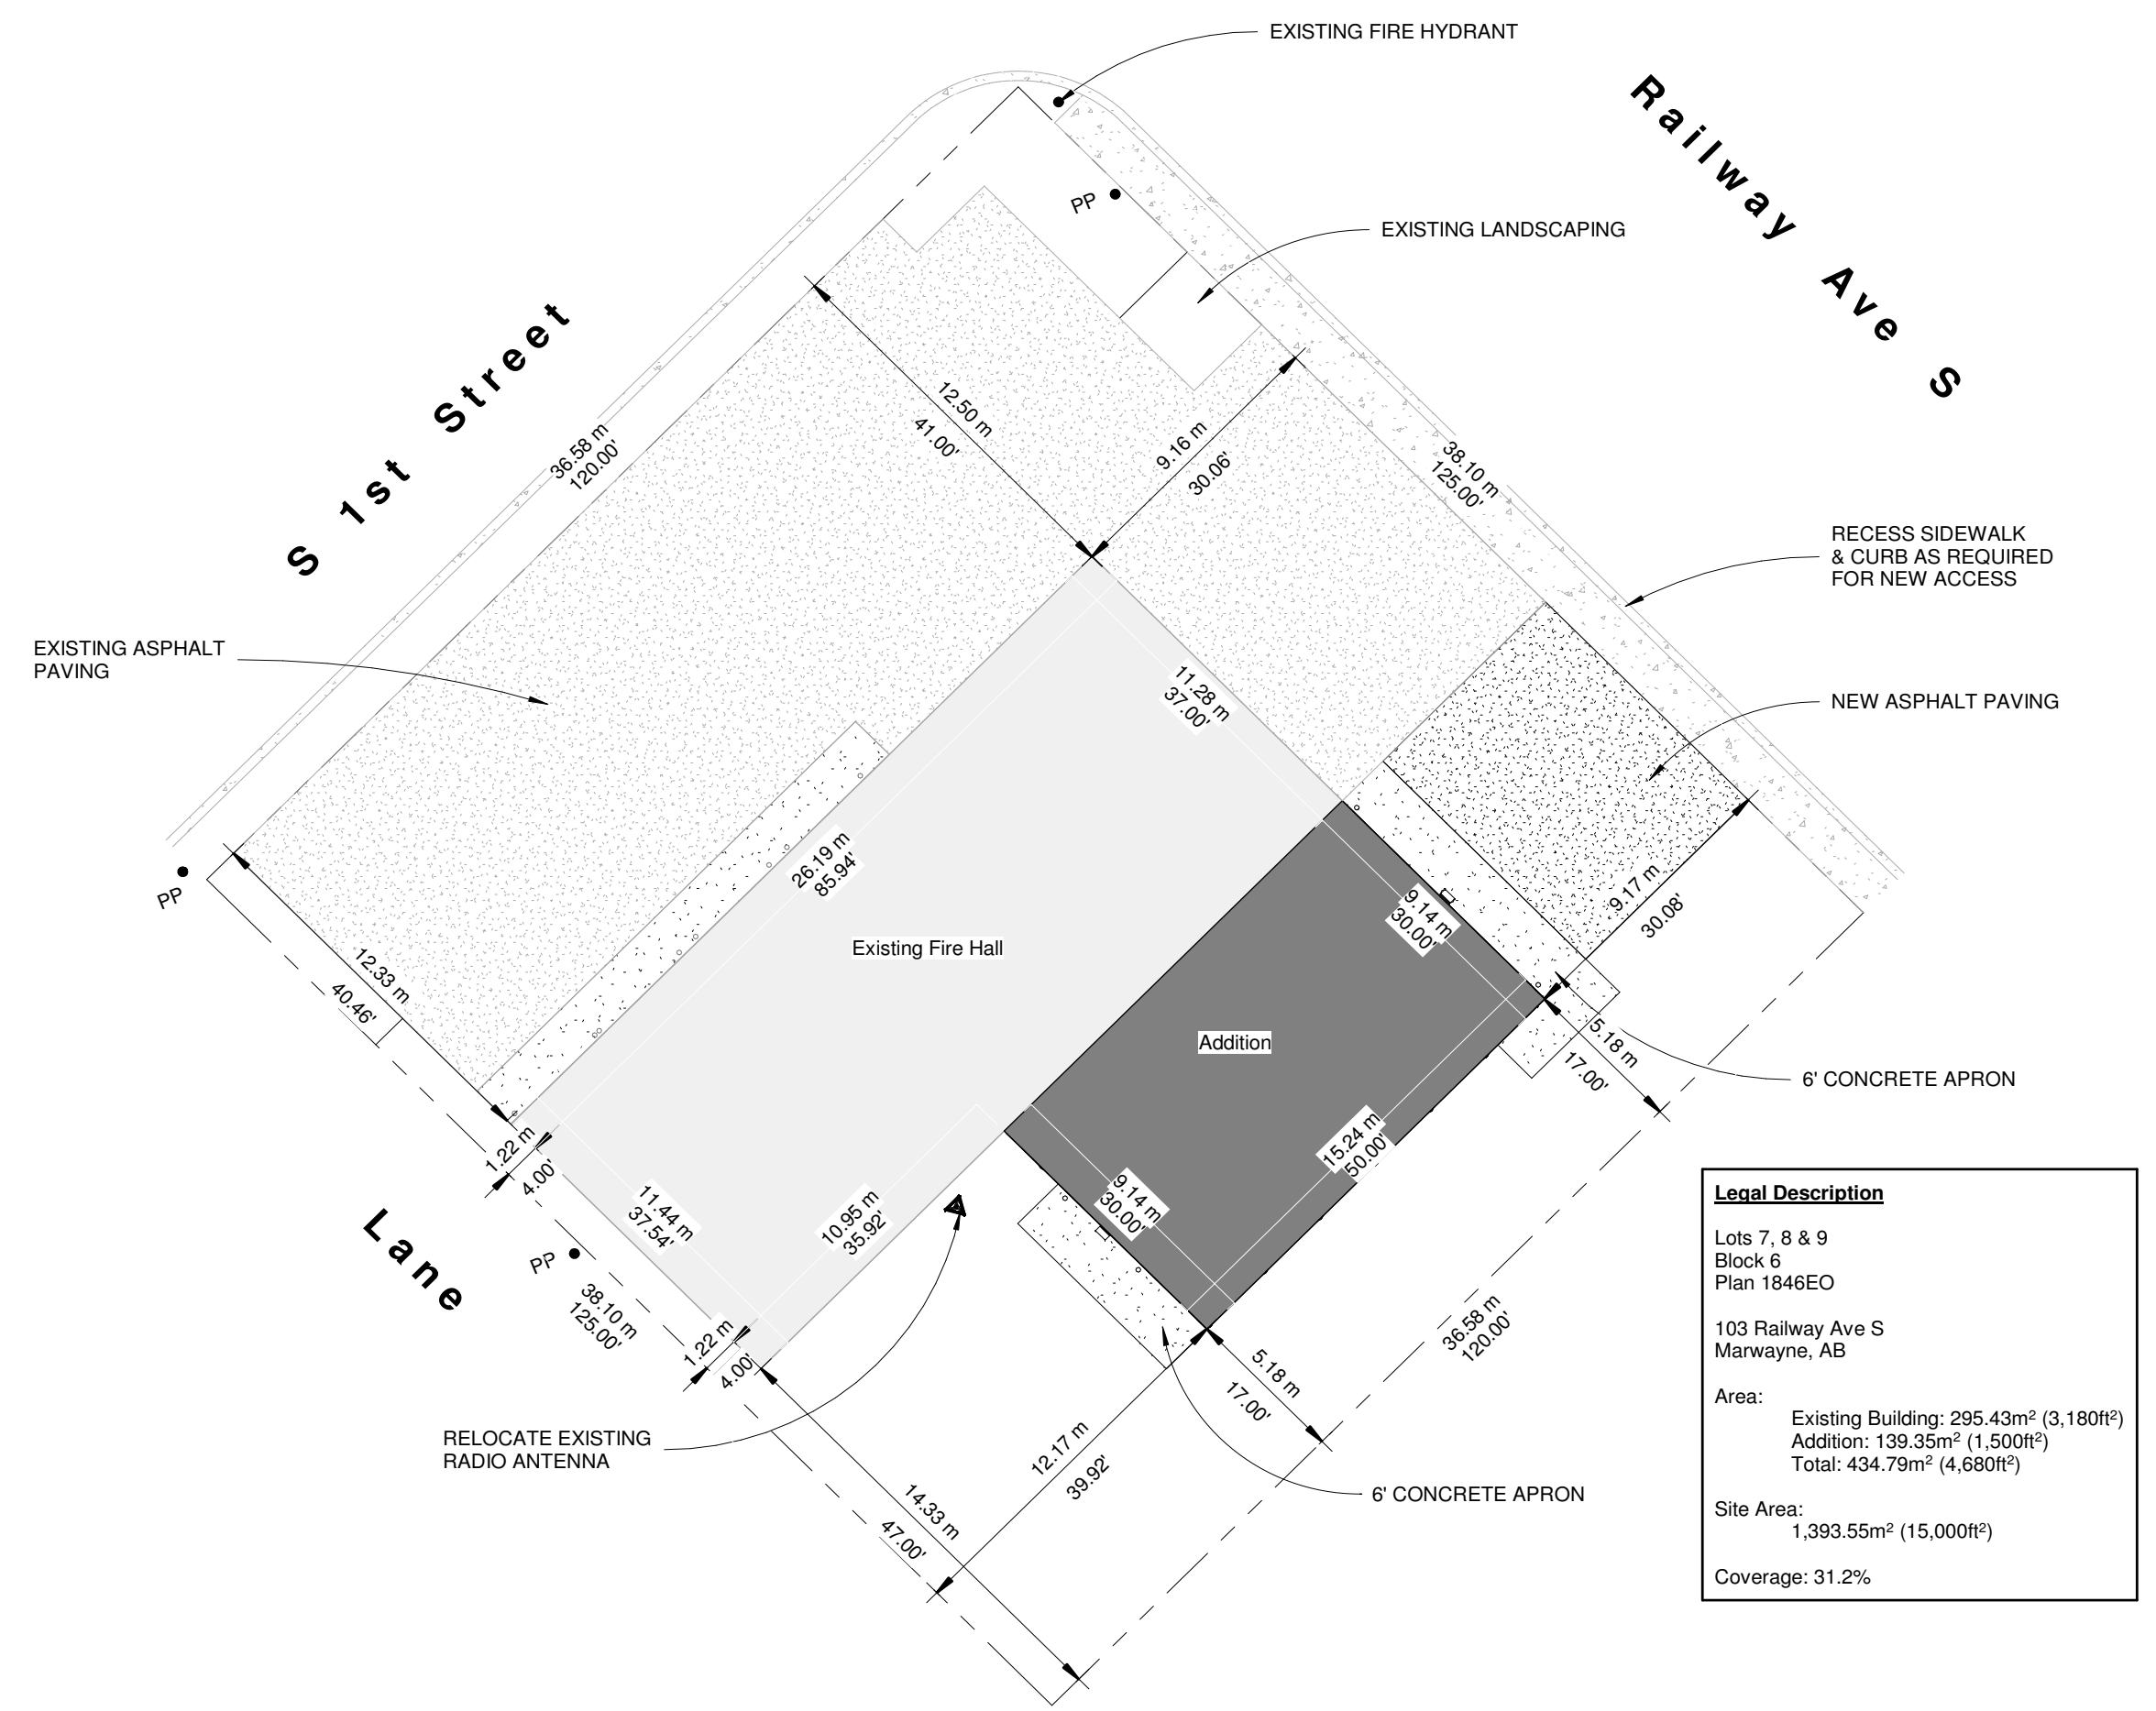 EXISTING FIRE HYDRANT
Railway Ave S
PP
EXISTING LANDSCAPING
S 1st Street
36.58 m
120.00'
12.50 m
41.00'
9.16 m
30.06'
38.10 m
125.00'
RECESS SIDEWALK
& CURB AS REQUIRED
FOR NEW ACCESS
EXISTING ASPHALT
PAVING
11.28 m
37.00'
NEW ASPHALT PAVING
26.19 m
85.94'
PP
9.14 m
30.00'
9.17 m
30.08'
Existing Fire Hall
12.33 m
40.46'
Addition
5.18 m
17.00'
6' CONCRETE APRON
1.22 m
4.00'
11.44 m
37.54'
10.95 m
35.92'
9.14 m
30.00'
15.24 m
50.00'
Lane
PP
38.10 m
125.00'
1.22 m
4.00'
36.58 m
120.00'
5.18 m
17.00'
RELOCATE EXISTING
RADIO ANTENNA
12.17 m
39.92'
14.33 m
47.00'
6' CONCRETE APRON
Legal Description
Lots 7, 8 & 9
Block 6
Plan 1846EO
103 Railway Ave S
Marwayne, AB
Area:
Existing Building: 295.43m² (3,180ft²)
Addition: 139.35m² (1,500ft²)
Total: 434.79m² (4,680ft²)
Site Area:
1,393.55m² (15,000ft²)
Coverage: 31.2%